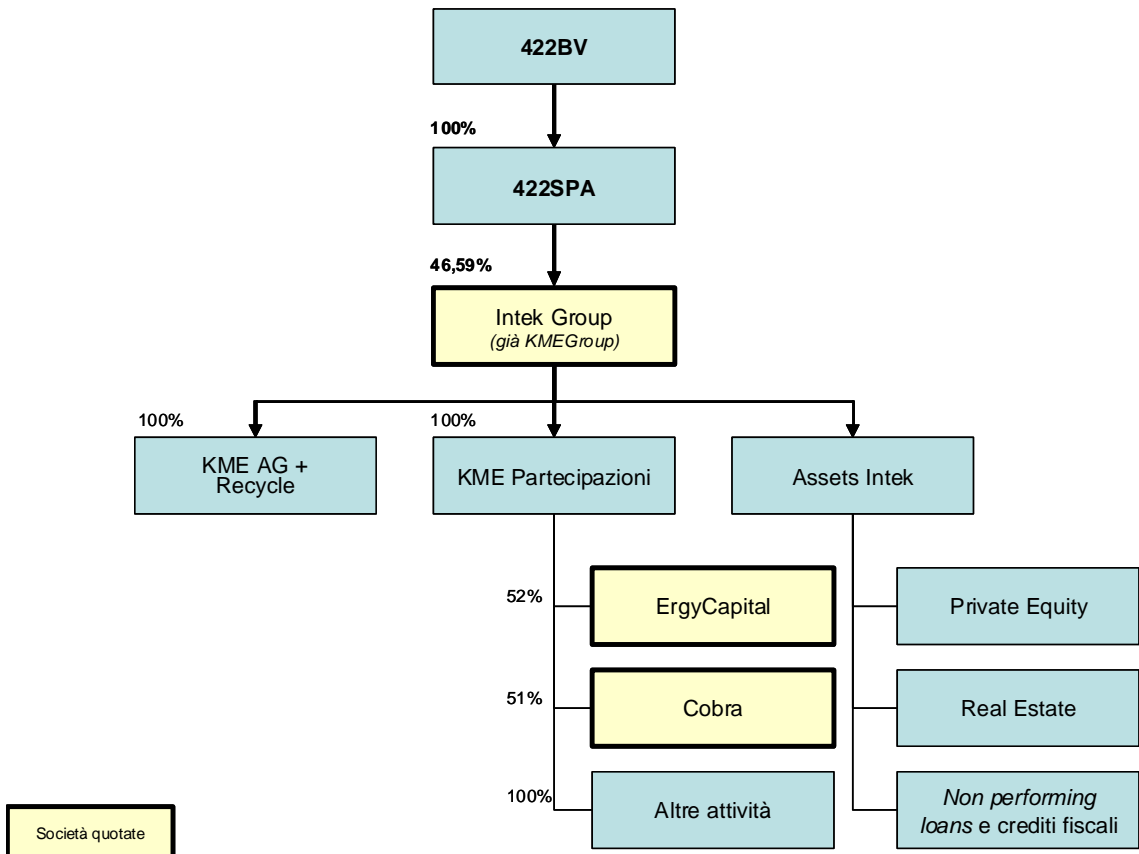 422BV
100%
422SPA
46,59%
Intek Group
(già KMEGroup)
100%
100%
KME AG +
Recycle
KME Partecipazioni
Assets Intek
52%
ErgyCapital
Private Equity
51%
Cobra
Real Estate
100%
Altre attività
Non performing
loans e crediti fiscali
Società quotate